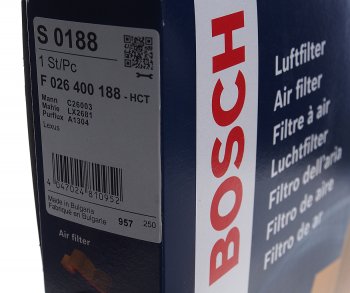 S 0188
1 St/Pc
F 026 400 188 - HCT
Mann C26003
Mahle LX2681
Purflux A1304
Lexus
4 047024 810952
Made in Bulgaria
Fabriqué en Bulgarie
957 250
Air filter
BOSCH
Luftfilter
Air filter
Filtre à air
Luchtfilter
Filtro dell'aria
Filtro de aire
Filtro de ar